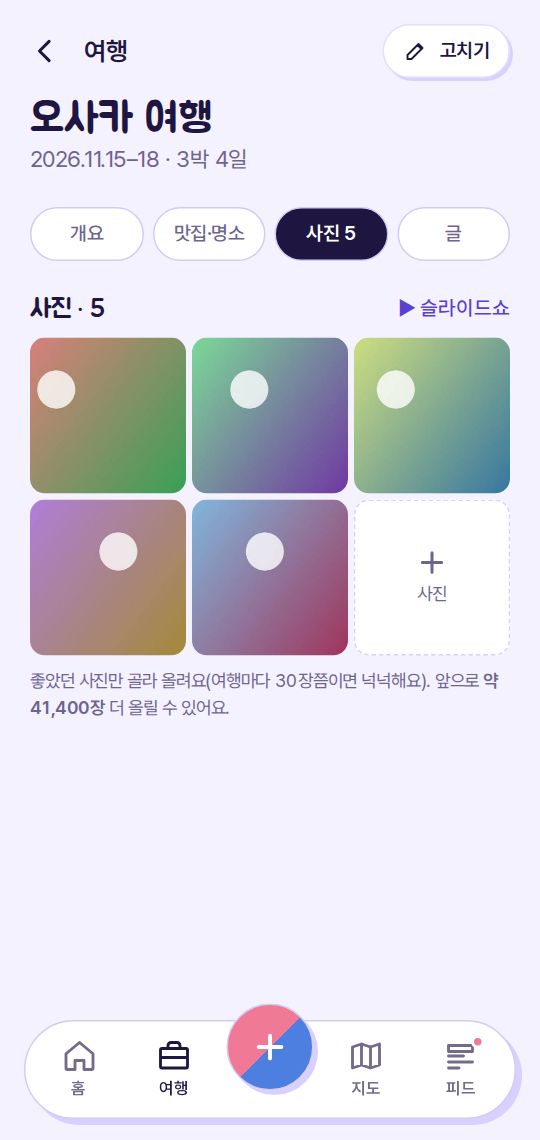 여행
고치기
오사카 여행
2026.11.15–18 · 3박 4일
개요
맛집·명소
사진 5
글
사진 · 5
▶ 슬라이드쇼
사진
좋았던 사진만 골라 올려요(여행마다 30장쯤이면 넉넉해요). 앞으로 약
41,400장 더 올릴 수 있어요.
홈
여행
지도
피드